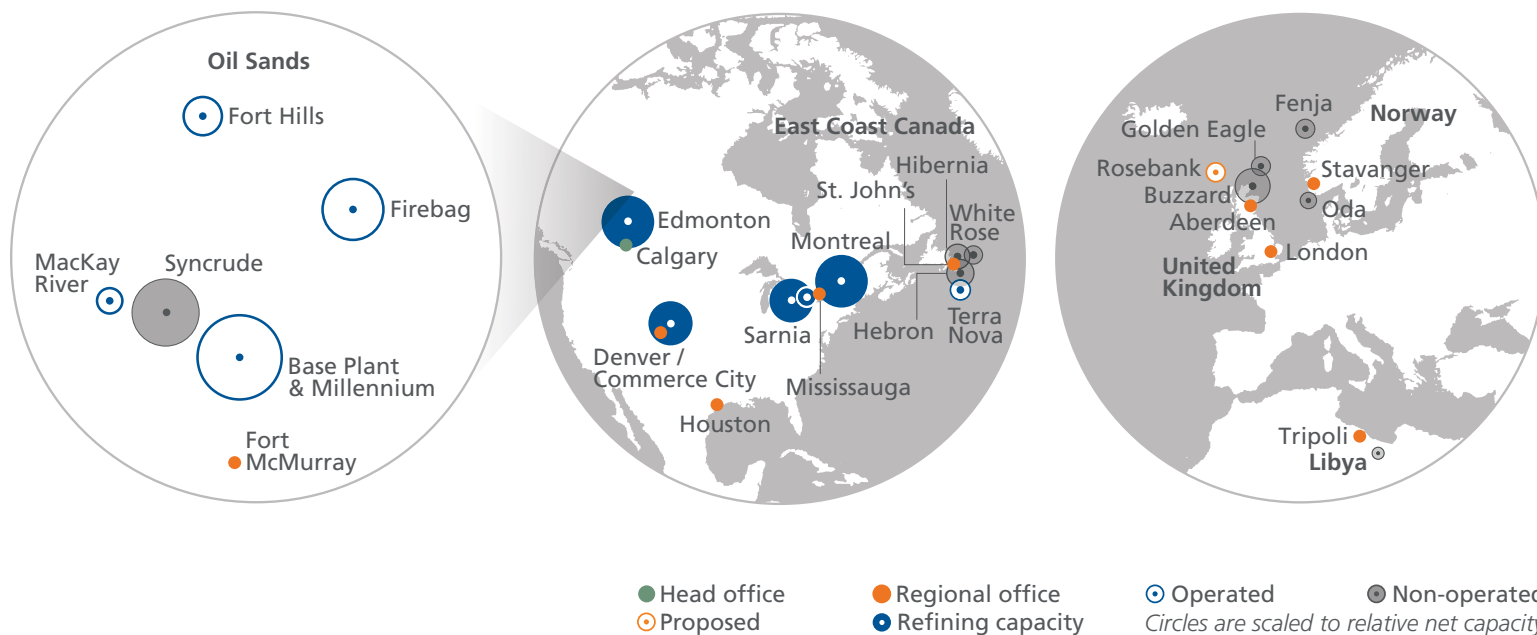 Oil Sands
Fort Hills
Firebag
MacKay
River
Syncrude
Base Plant
& Millennium
Fort
McMurray
East Coast Canada
Hibernia
St. John's
White
Rose
Edmonton
Montreal
Calgary
Sarnia
Hebron
Terra
Nova
Denver /
Commerce City
Mississauga
Houston
Fenja
Norway
Golden Eagle
Rosebank
Stavanger
Buzzard
Oda
Aberdeen
London
United
Kingdom
Tripoli
Libya
Head office
Regional office
Operated
Non-operated
Proposed
Refining capacity
Circles are scaled to relative net capacity